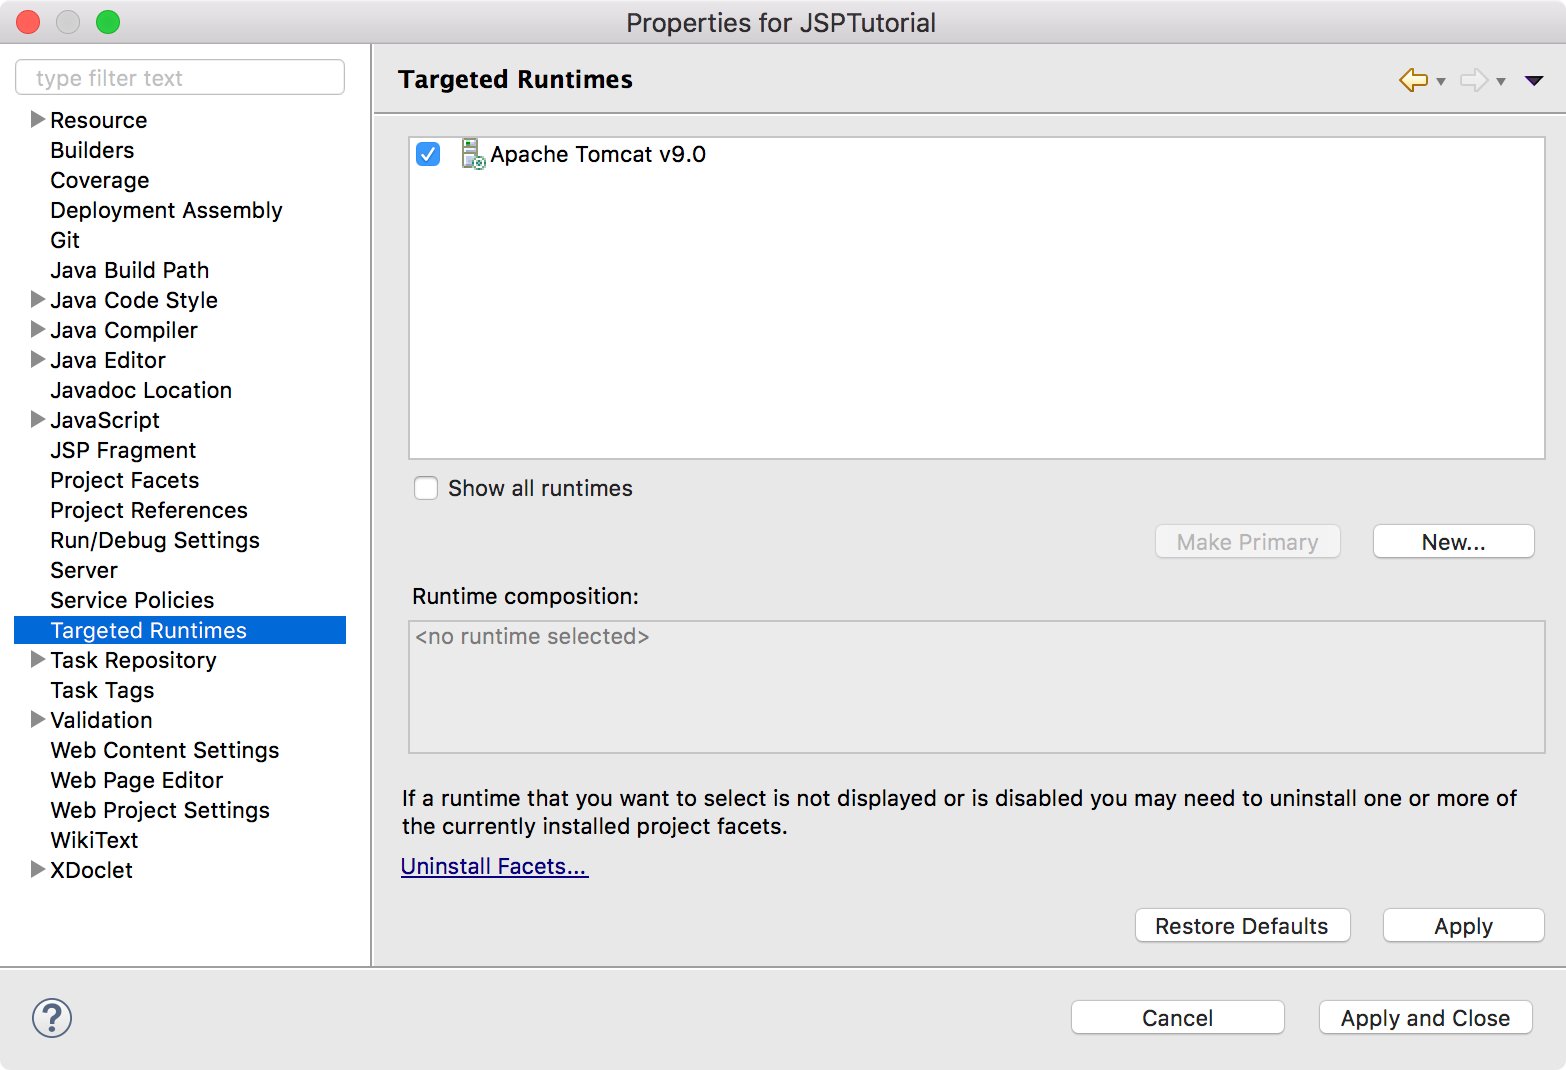 Properties for JSPTutorial
type filter text
Resource
Builders
Coverage
Deployment Assembly
Git
Java Build Path
Java Code Style
Java Compiler
Java Editor
Javadoc Location
JavaScript
JSP Fragment
Project Facets
Project References
Run/Debug Settings
Server
Service Policies
Targeted Runtimes
Task Repository
Task Tags
Validation
Web Content Settings
Web Page Editor
Web Project Settings
WikiText
XDoclet
Targeted Runtimes
Apache Tomcat v9.0
Show all runtimes
Make Primary
New...
Runtime composition:
<no runtime selected>
If a runtime that you want to select is not displayed or is disabled you may need to uninstall one or more of
the currently installed project facets.
Uninstall Facets...
Restore Defaults
Apply
?
Cancel
Apply and Close